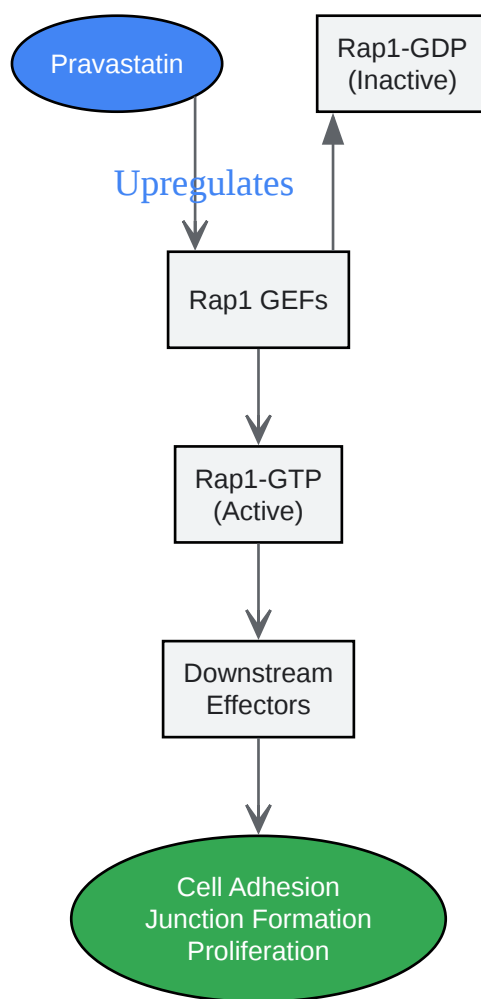 Pravastatin
Rap1-GDP
(Inactive)
Upregulates
Rap1 GEFs
Rap1-GTP
(Active)
Downstream
Effectors
Cell Adhesion
Junction Formation
Proliferation